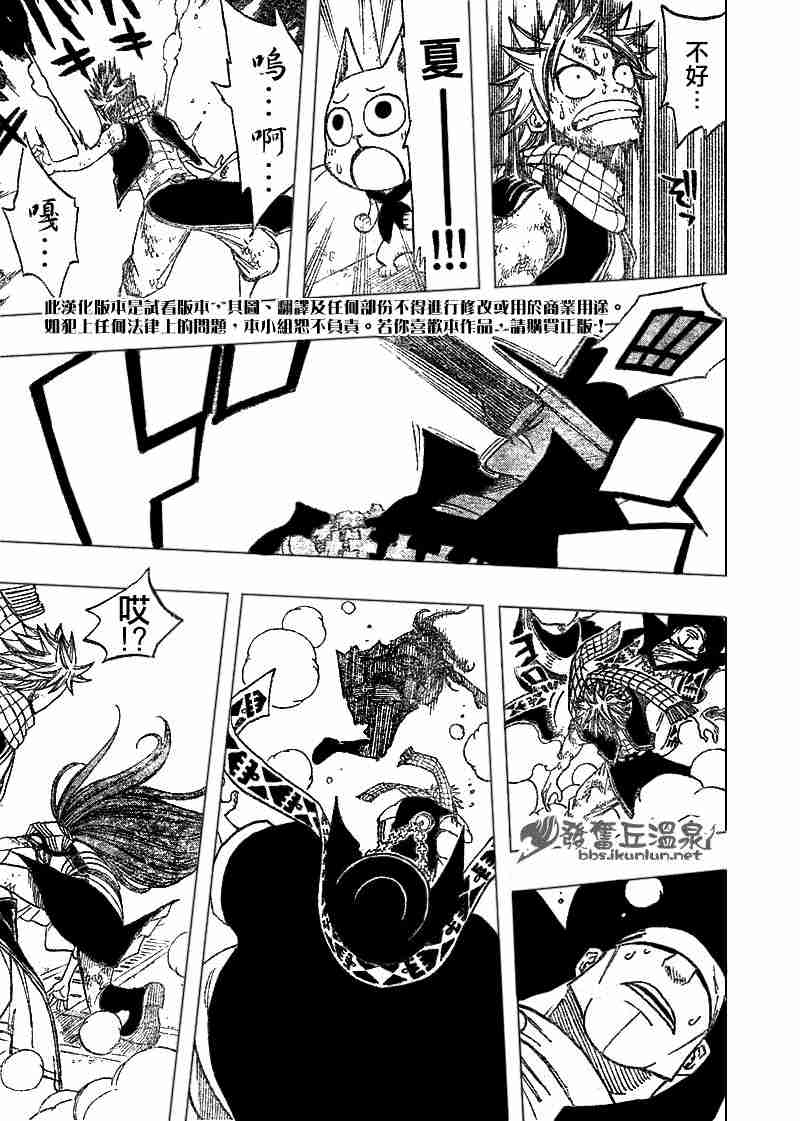 不好…
夏——!!!
嗚…啊…
嘎…
此漢化版本是試看版本，其圖、翻譯及任何部份不得進行修改或用於商業用途。
如犯上任何法律上的問題，本小組恕不負責。若你喜歡本作品，請購買正版！
!!!
哎!?
發奮丘溫泉
bbs.ikunlun.net